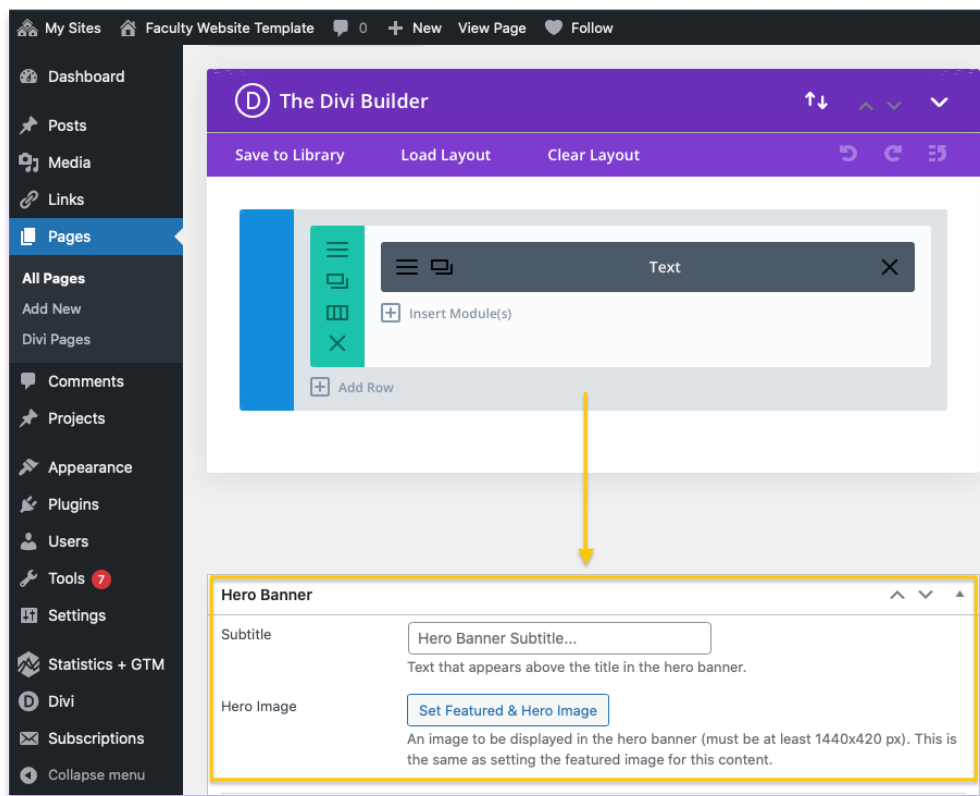 My Sites Faculty Website Template 0 New View Page Follow
Dashboard
Posts
Media
Links
Pages
All Pages
Add New
Divi Pages
Comments
Projects
Appearance
Plugins
Users
Tools 7
Settings
Statistics + GTM
D Divi
Subscriptions
Collapse menu
D The Divi Builder
Save to Library Load Layout Clear Layout
Text
Insert Module(s)
Add Row
Hero Banner
Subtitle
Hero Banner Subtitle...
Text that appears above the title in the hero banner.
Hero Image
Set Featured & Hero Image
An image to be displayed in the hero banner (must be at least 1440x420 px). This is
the same as setting the featured image for this content.